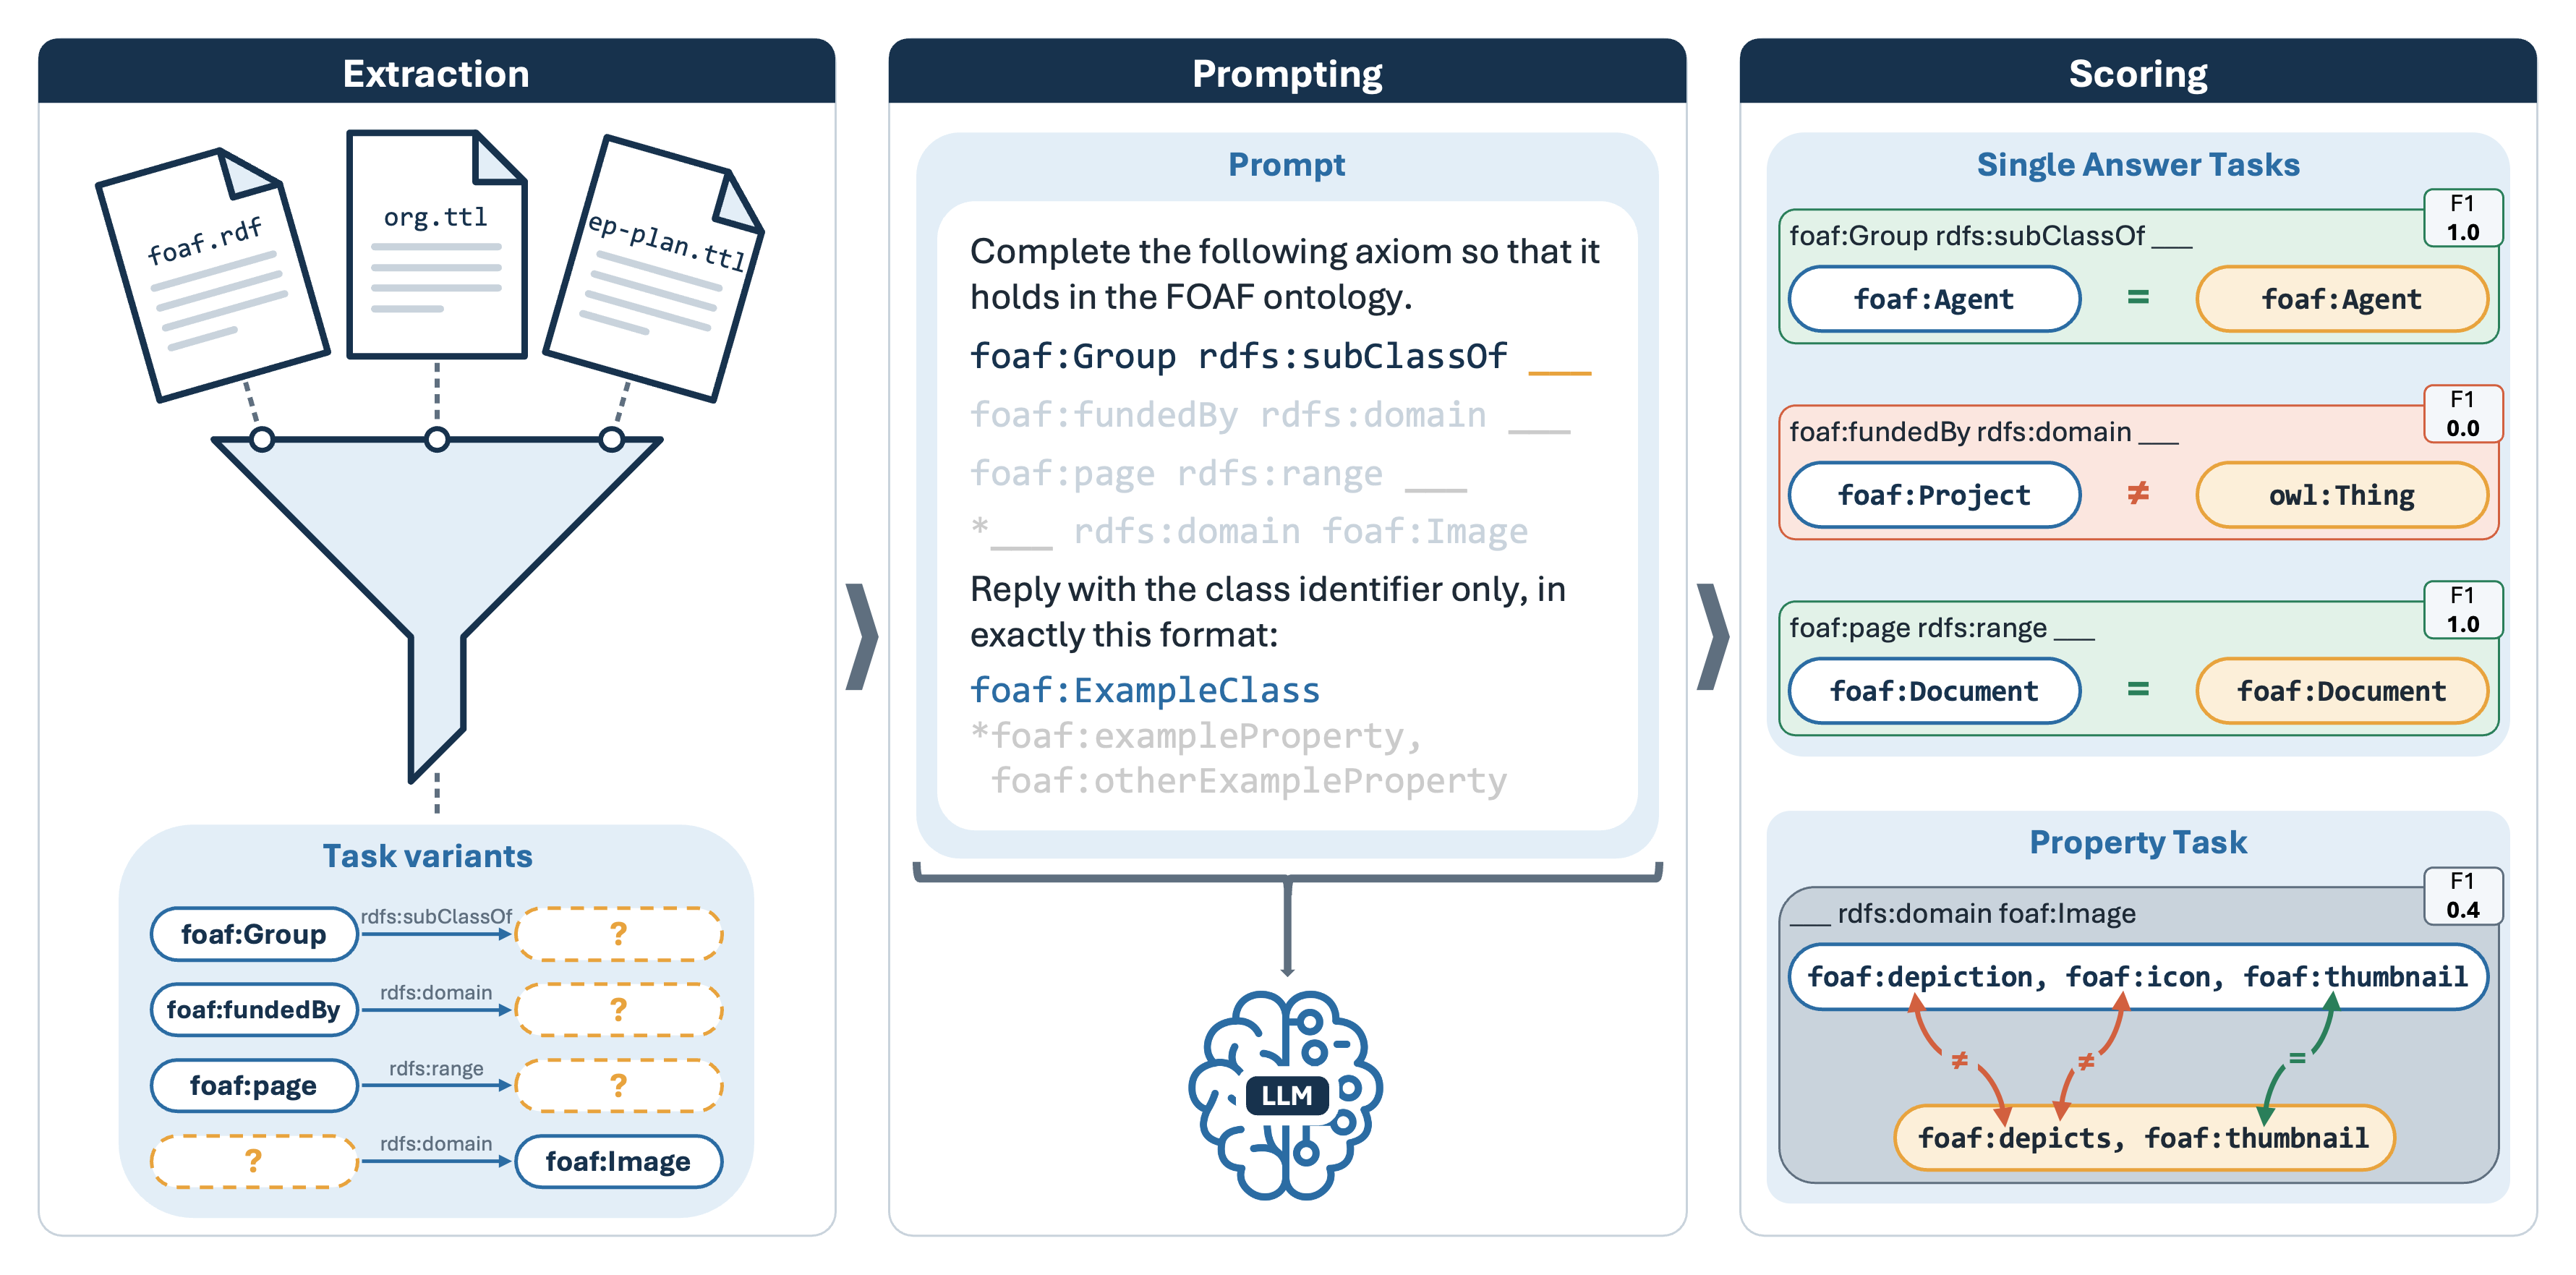 Extraction
foaf.rdf
org.ttl
ep-plan.ttl
Task variants
foaf:Group rdfs:subClassOf ?
foaf:fundedBy rdfs:domain ?
foaf:page rdfs:range ?
? rdfs:domain foaf:Image
Prompting
Prompt
Complete the following axiom so that it
holds in the FOAF ontology.
foaf:Group rdfs:subClassOf ___
foaf:fundedBy rdfs:domain ___
foaf:page rdfs:range ___
*___ rdfs:domain foaf:Image
Reply with the class identifier only, in
exactly this format:
foaf:ExampleClass
*foaf:exampleProperty,
foaf:otherExampleProperty
LLM
Scoring
Single Answer Tasks
F1
1.0
foaf:Group rdfs:subClassOf ___
foaf:Agent = foaf:Agent
F1
0.0
foaf:fundedBy rdfs:domain ___
foaf:Project ≠ owl:Thing
F1
1.0
foaf:page rdfs:range ___
foaf:Document = foaf:Document
Property Task
F1
0.4
___ rdfs:domain foaf:Image
foaf:depiction, foaf:icon, foaf:thumbnail
≠ ≠ =
foaf:depicts, foaf:thumbnail